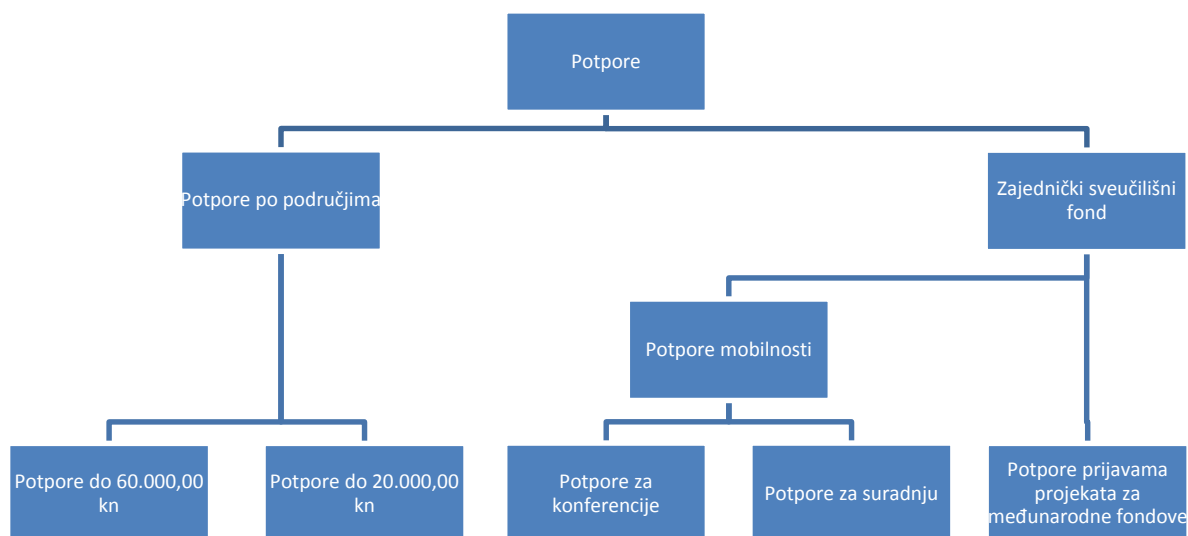 Potpore
Potpore po područjima
Zajednički sveučilišni
fond
Potpore mobilnosti
Potpore do 60.000,00
kn
Potpore do 20.000,00
kn
Potpore za
konferencije
Potpore za suradnju
Potpore prijavama
projekata za
međunarodne fondove